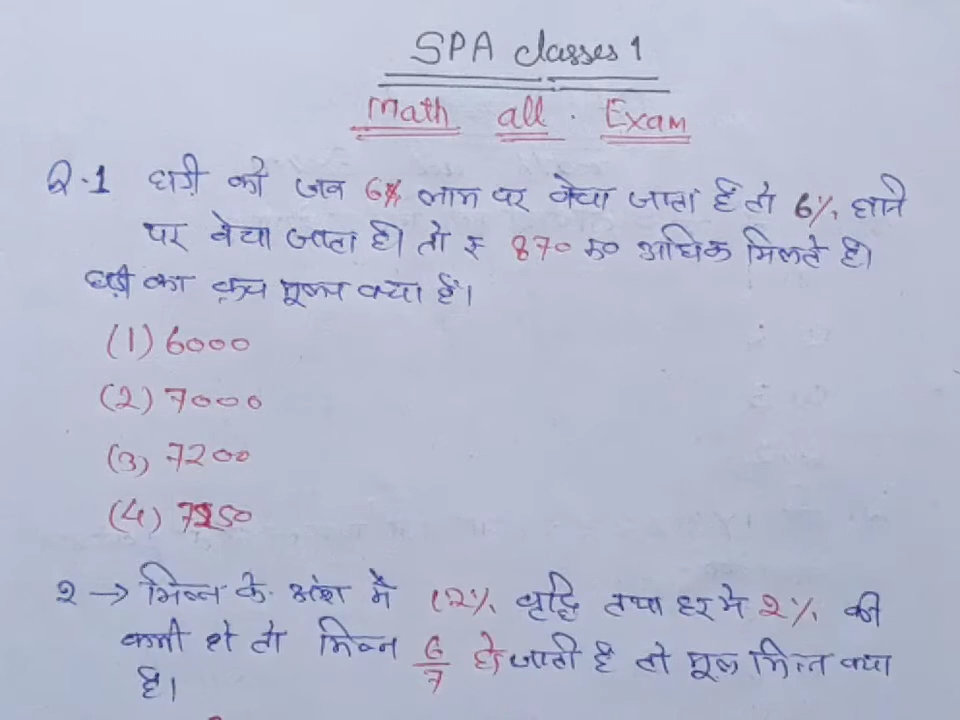 SPA classes 1
Math all . Exam
Q.1 घड़ी को जब 6% लाभ पर बेचा जाता है तो 6% हानि
पर बेचा जाता है। तो ₹ 870 रू० अधिक मिलते है।
घड़ी का क्रय मूल्य क्या है।
(1) 6000
(2) 7000
(3) 7200
(4) 7250
2 → भिन्न के अंश मे 12% वृद्धि तथा हर मे 2% की
कमी हो तो भिन्न 6/7 हो जाती है तो मूल भिन्न क्या
है।